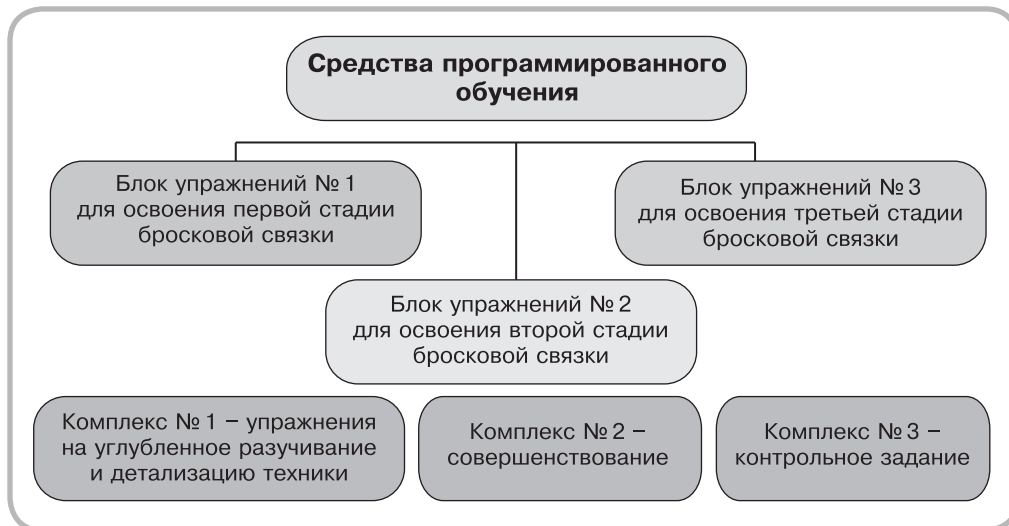 Средства программированного
обучения
Блок упражнений № 1
для освоения первой стадии
бросковой связки
Блок упражнений № 3
для освоения третьей стадии
бросковой связки
Блок упражнений № 2
для освоения второй стадии
бросковой связки
Комплекс № 1 – упражнения
на углубленное разучивание
и детализацию техники
Комплекс № 2 –
совершенствование
Комплекс № 3 –
контрольное задание